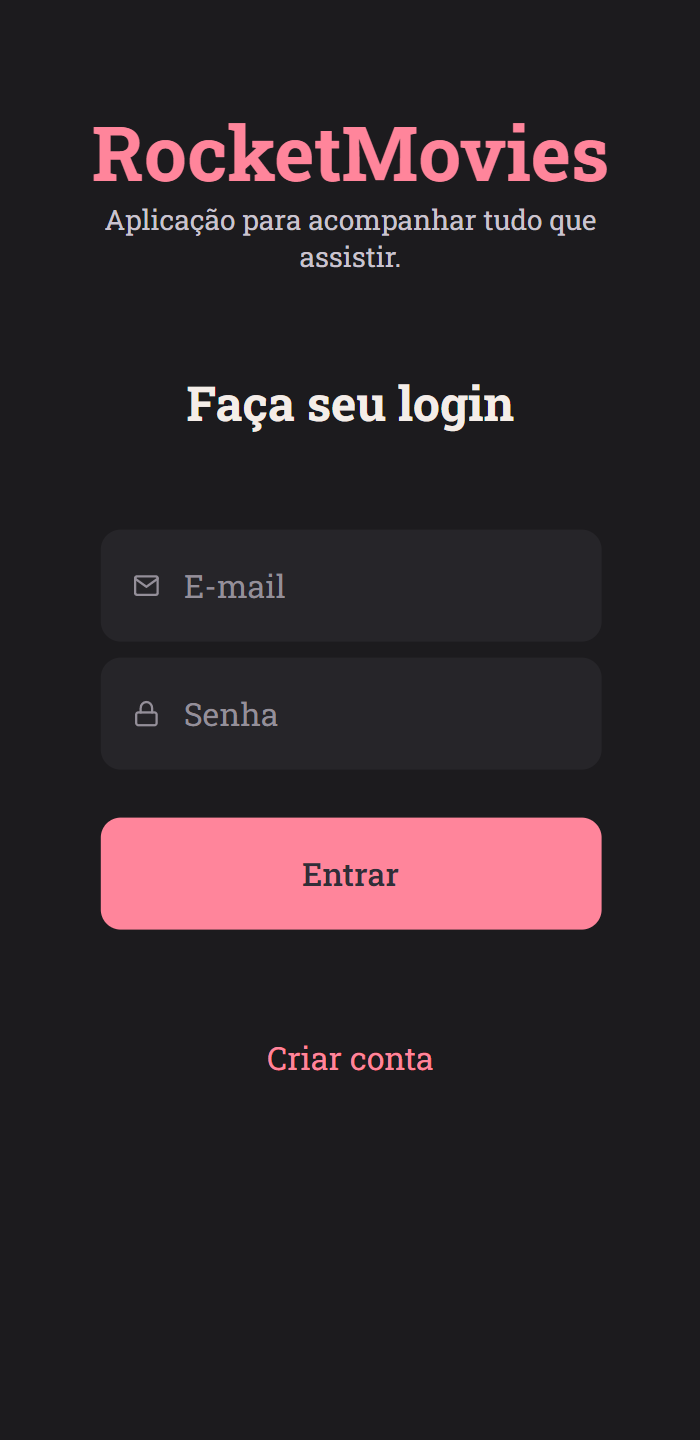 RocketMovies
Aplicação para acompanhar tudo que
assistir.
Faça seu login
E-mail
Senha
Entrar
Criar conta